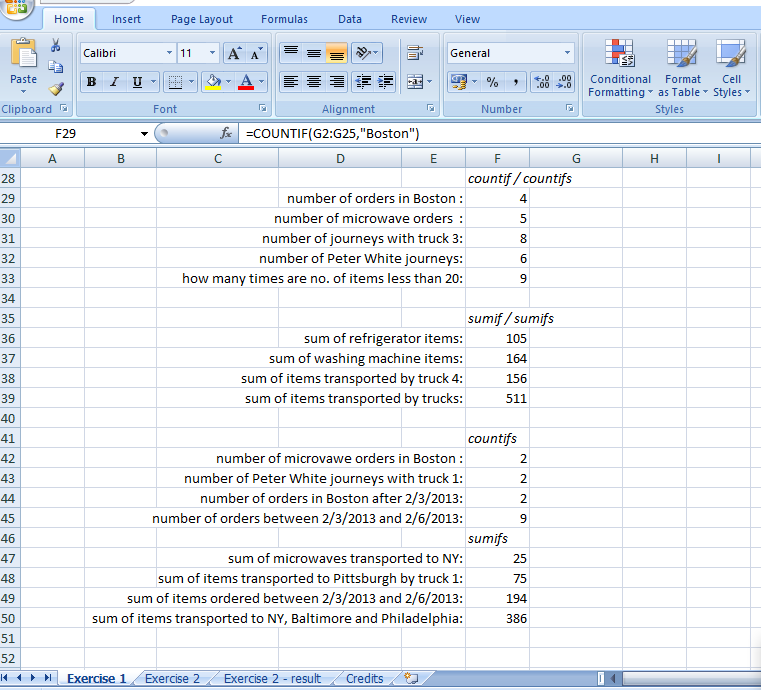 Home Insert Page Layout Formulas Data Review View
Calibri 11 A A General
Paste B I U A % , .0 .00 .00 .0 Conditional Formatting Format as Table Cell Styles
Clipboard Font Alignment Number Styles
F29 fx =COUNTIF(G2:G25,"Boston")
A B C D E F G H I
28 countif / countifs
29 number of orders in Boston : 4
30 number of microwave orders : 5
31 number of journeys with truck 3: 8
32 number of Peter White journeys: 6
33 how many times are no. of items less than 20: 9
34
35 sumif / sumifs
36 sum of refrigerator items: 105
37 sum of washing machine items: 164
38 sum of items transported by truck 4: 156
39 sum of items transported by trucks: 511
40
41 countifs
42 number of microvawe orders in Boston : 2
43 number of Peter White journeys with truck 1: 2
44 number of orders in Boston after 2/3/2013: 2
45 number of orders between 2/3/2013 and 2/6/2013: 9
46 sumifs
47 sum of microwaves transported to NY: 25
48 sum of items transported to Pittsburgh by truck 1: 75
49 sum of items ordered between 2/3/2013 and 2/6/2013: 194
50 sum of items transported to NY, Baltimore and Philadelphia: 386
51
52
Exercise 1 Exercise 2 Exercise 2 - result Credits